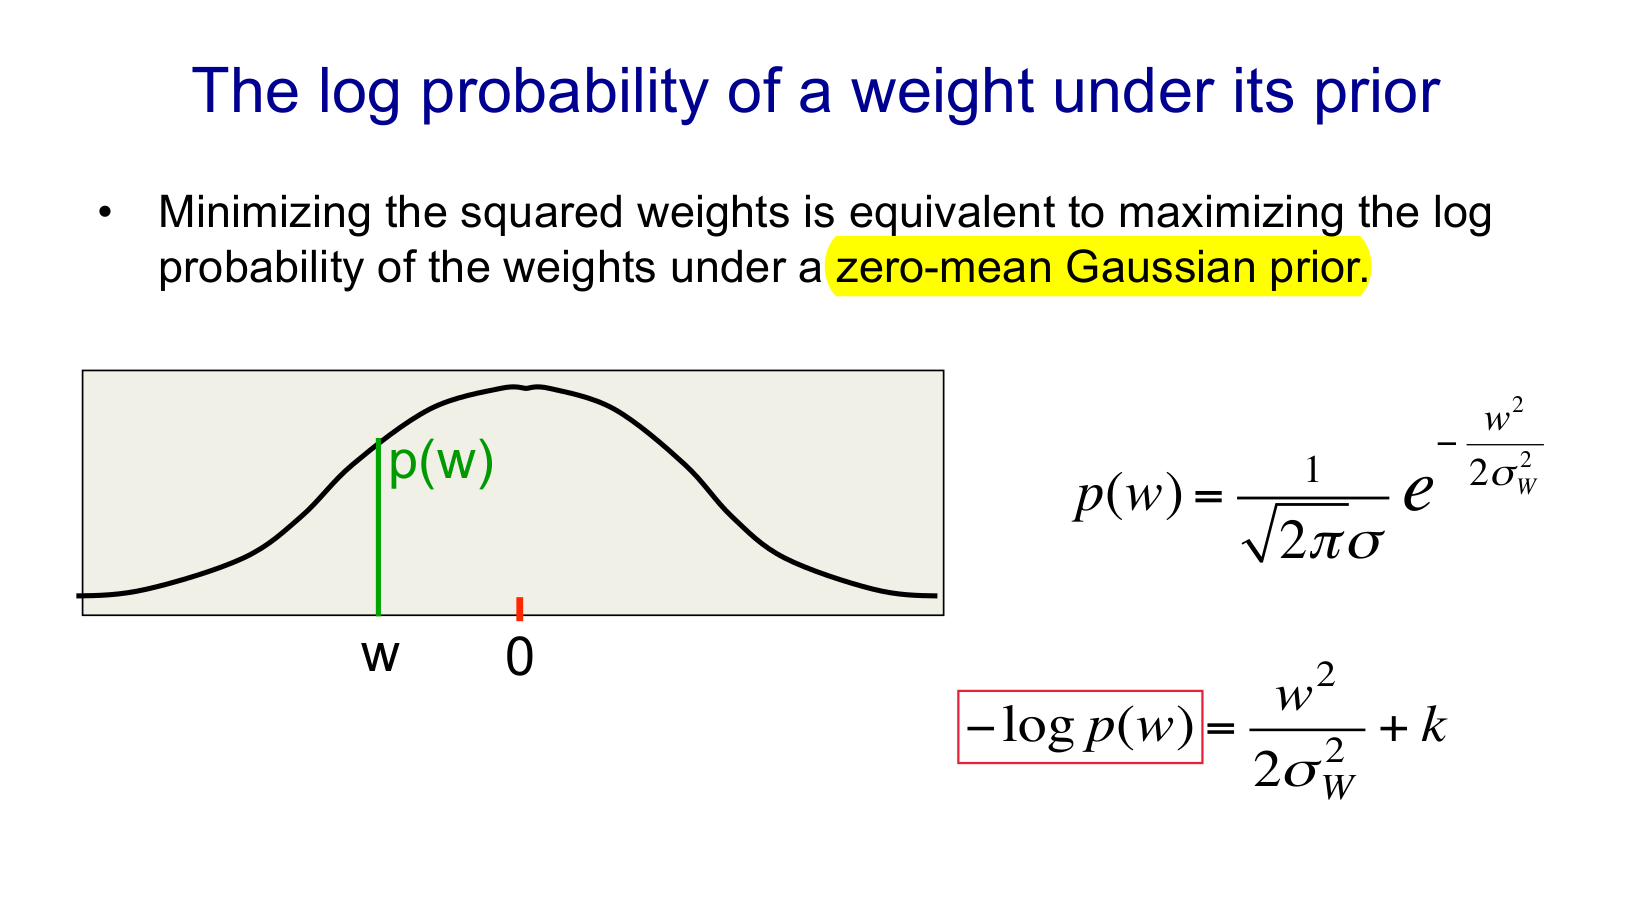 The log probability of a weight under its prior
• Minimizing the squared weights is equivalent to maximizing the log
probability of the weights under a zero-mean Gaussian prior.
p(w)
w 0
p(w) = \frac{1}{\sqrt{2\pi}\sigma} e^{-\frac{w^2}{2\sigma_W^2}}
-\log p(w) = \frac{w^2}{2\sigma_W^2} + k